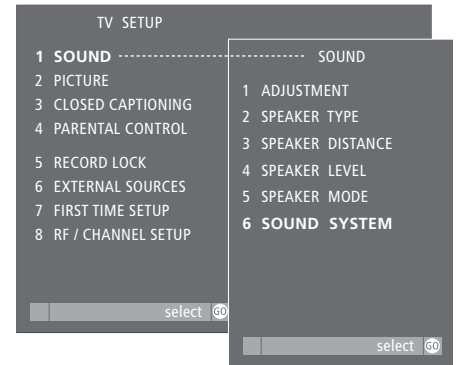 TV SETUP
1 SOUND
2 PICTURE
3 CLOSED CAPTIONING
4 PARENTAL CONTROL
5 RECORD LOCK
6 EXTERNAL SOURCES
7 FIRST TIME SETUP
8 RF / CHANNEL SETUP
select GO
SOUND
1 ADJUSTMENT
2 SPEAKER TYPE
3 SPEAKER DISTANCE
4 SPEAKER LEVEL
5 SPEAKER MODE
6 SOUND SYSTEM
select GO